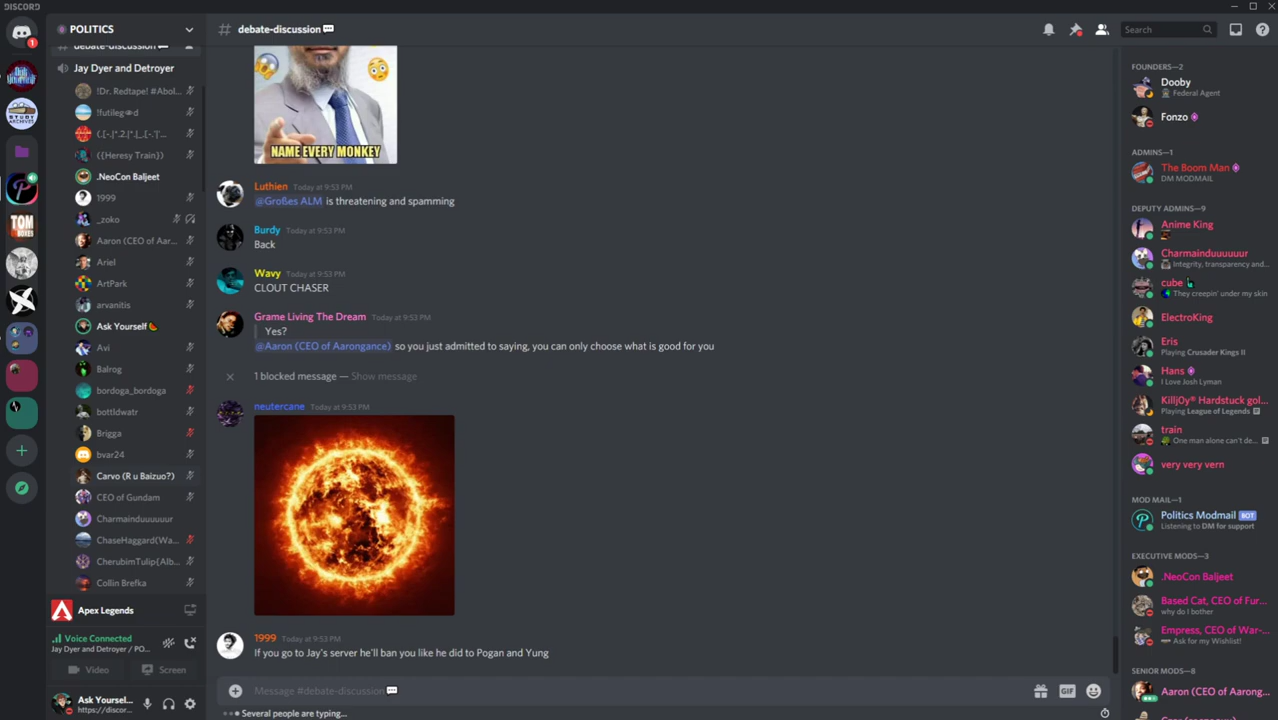 DISCORD
POLITICS
debate-discussion
Jay Dyer and Detroyer
!Dr. Redtape! #Abol...
!futileg d
(.[-|*.2.|*.|_.[-.'|'...
({Heresy Train})
.NeoCon Baljeet
1999
_zoko
Aaron (CEO of Aar...
Ariel
ArtPark
arvanitis
Ask Yourself
Avi
Balrog
bordoga_bordoga
bottldwatr
Brigga
bvar24
Carvo (R u Baizuo?)
CEO of Gundam
Charmainduuuuuur
ChaseHaggard(Wa...
CherubimTulip{Alb...
Collin Brefka
Apex Legends
Voice Connected
Jay Dyer and Detroyer / PO...
Video
Screen
Ask Yoursel...
https://discor...
# debate-discussion
Search
NAME EVERY MONKEY
Luthien Today at 9:53 PM
@Großes ALM is threatening and spamming
Burdy Today at 9:53 PM
Back
Wavy Today at 9:53 PM
CLOUT CHASER
Grame Living The Dream Today at 9:53 PM
Yes?
@Aaron (CEO of Aarongance) so you just admitted to saying, you can only choose what is good for you
1 blocked message — Show message
neutercane Today at 9:53 PM
1999 Today at 9:53 PM
If you go to Jay's server he'll ban you like he did to Pogan and Yung
Message #debate-discussion
Several people are typing...
FOUNDERS—2
Dooby
Federal Agent
Fonzo
ADMINS—1
The Boom Man
DM MODMAIL
DEPUTY ADMINS—9
Anime King
Charmainduuuuuur
Integrity, transparency and...
cube
They creepin' under my skin
ElectroKing
Eris
Playing Crusader Kings II
Hans
I Love Josh Lyman
Killj0y® Hardstuck gol...
Playing League of Legends
train
One man alone can't de...
very very vern
MOD MAIL—1
Politics Modmail BOT
Listening to DM for support
EXECUTIVE MODS—3
.NeoCon Baljeet
Based Cat, CEO of Fur...
why do I bother
Empress, CEO of War-...
Ask for my Wishlist!
SENIOR MODS—8
Aaron (CEO of Aarong...